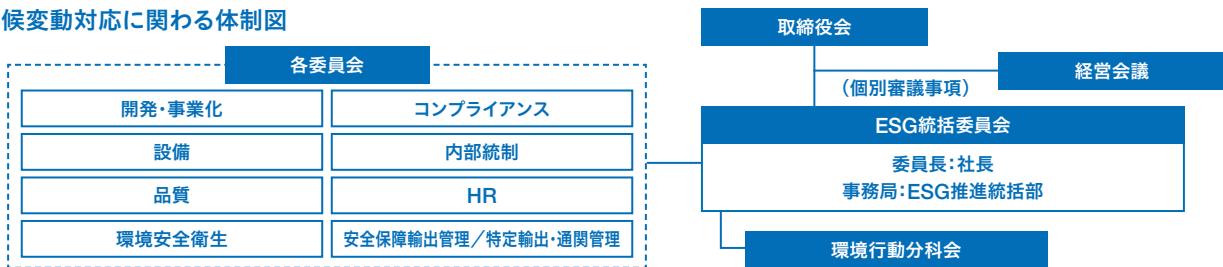 候変動対応に関わる体制図
各委員会
開発・事業化
コンプライアンス
設備
内部統制
品質
HR
環境安全衛生
安全保障輸出管理／特定輸出・通関管理
取締役会
経営会議
（個別審議事項）
ESG統括委員会
委員長：社長
事務局：ESG推進統括部
環境行動分科会